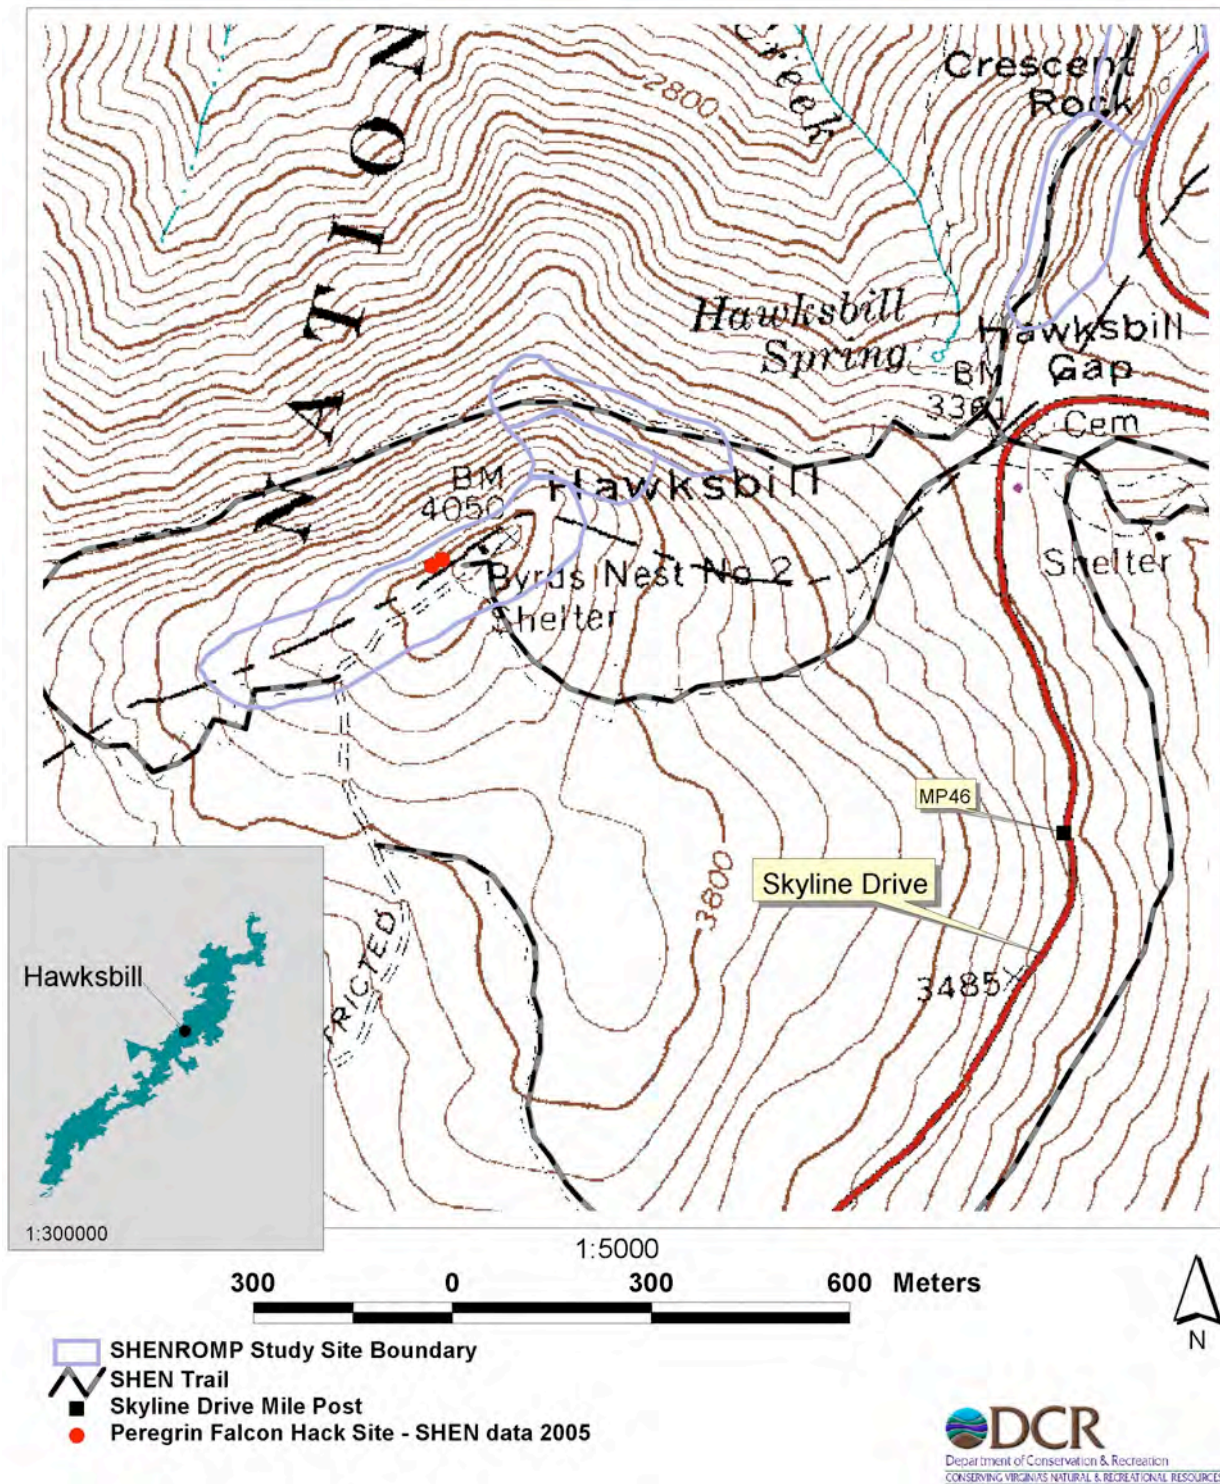 NATION
Creek
2800
Crescent
Rock
Hawksbill
Spring
Hawksbill
Gap
BM
3361
Cem
BM
4050
Hawksbill
Byrds Nest No 2
Shelter
Shelter
MP46
Skyline Drive
3800
3485
TRICTED
Hawksbill
1:300000
1:5000
300 0 300 600 Meters
N
SHENROMP Study Site Boundary
SHEN Trail
Skyline Drive Mile Post
Peregrin Falcon Hack Site - SHEN data 2005
DCR
Department of Conservation & Recreation
CONSERVING VIRGINIA'S NATURAL & RECREATIONAL RESOURCES